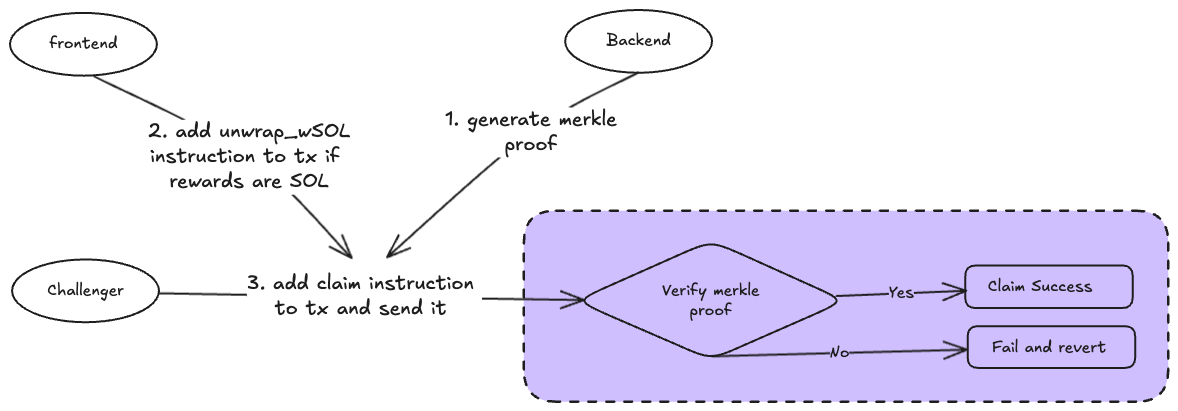 frontend
Backend
1. generate merkle
proof
2. add unwrap_wSOL
instruction to tx if
rewards are SOL
Challenger
3. add claim instruction
to tx and send it
Verify merkle
proof
Yes
Claim Success
No
Fail and revert